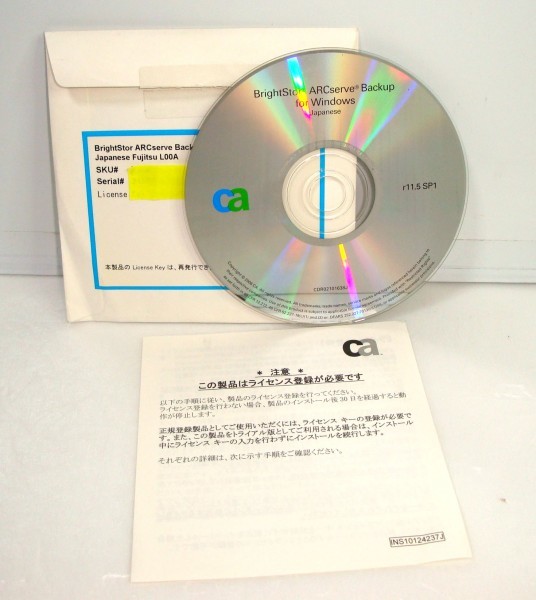 BrightStor ARCserve Back
Japanese Fujitsu L00A
SKU#
Serial#
License
本製品の License Key は、再発行でき
BrightStor ARCserve® Backup
for Windows
Japanese
ca
r11.5 SP1
ca
* 注意 *
この製品はライセンス登録が必要です
以下の手順に従い、製品のライセンス登録を行ってください。
ライセンス登録を行わない場合、製品のインストール後30日を経過すると動
作が停止します。
正規登録製品としてご使用いただくには、ライセンス キーの登録が必要で
す。また、この製品をトライアル版としてご利用される場合は、インストール
中にライセンス キーの入力を行わずにインストールを続行します。
それぞれの詳細は、次に示す手順をご確認ください。
INS10124237J